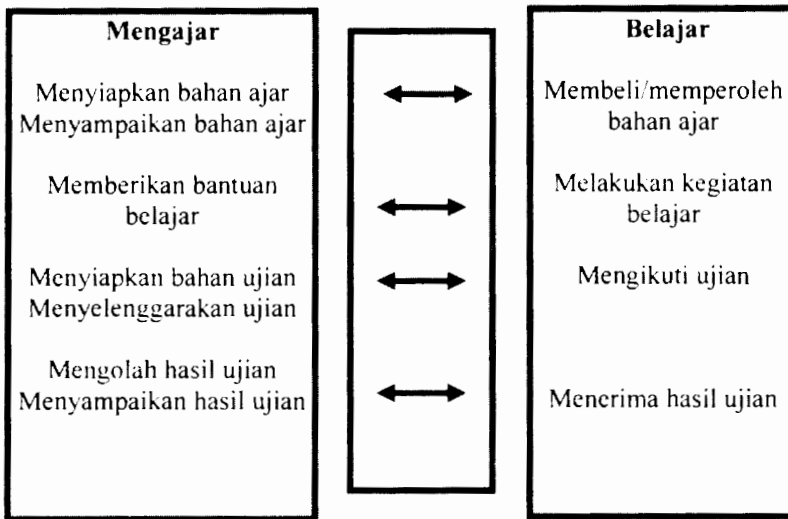 Mengajar
Menyiapkan bahan ajar
Menyampaikan bahan ajar
Memberikan bantuan
belajar
Menyiapkan bahan ujian
Menyelenggarakan ujian
Mengolah hasil ujian
Menyampaikan hasil ujian
Belajar
Membeli/memperoleh
bahan ajar
Melakukan kegiatan
belajar
Mengikuti ujian
Menerima hasil ujian